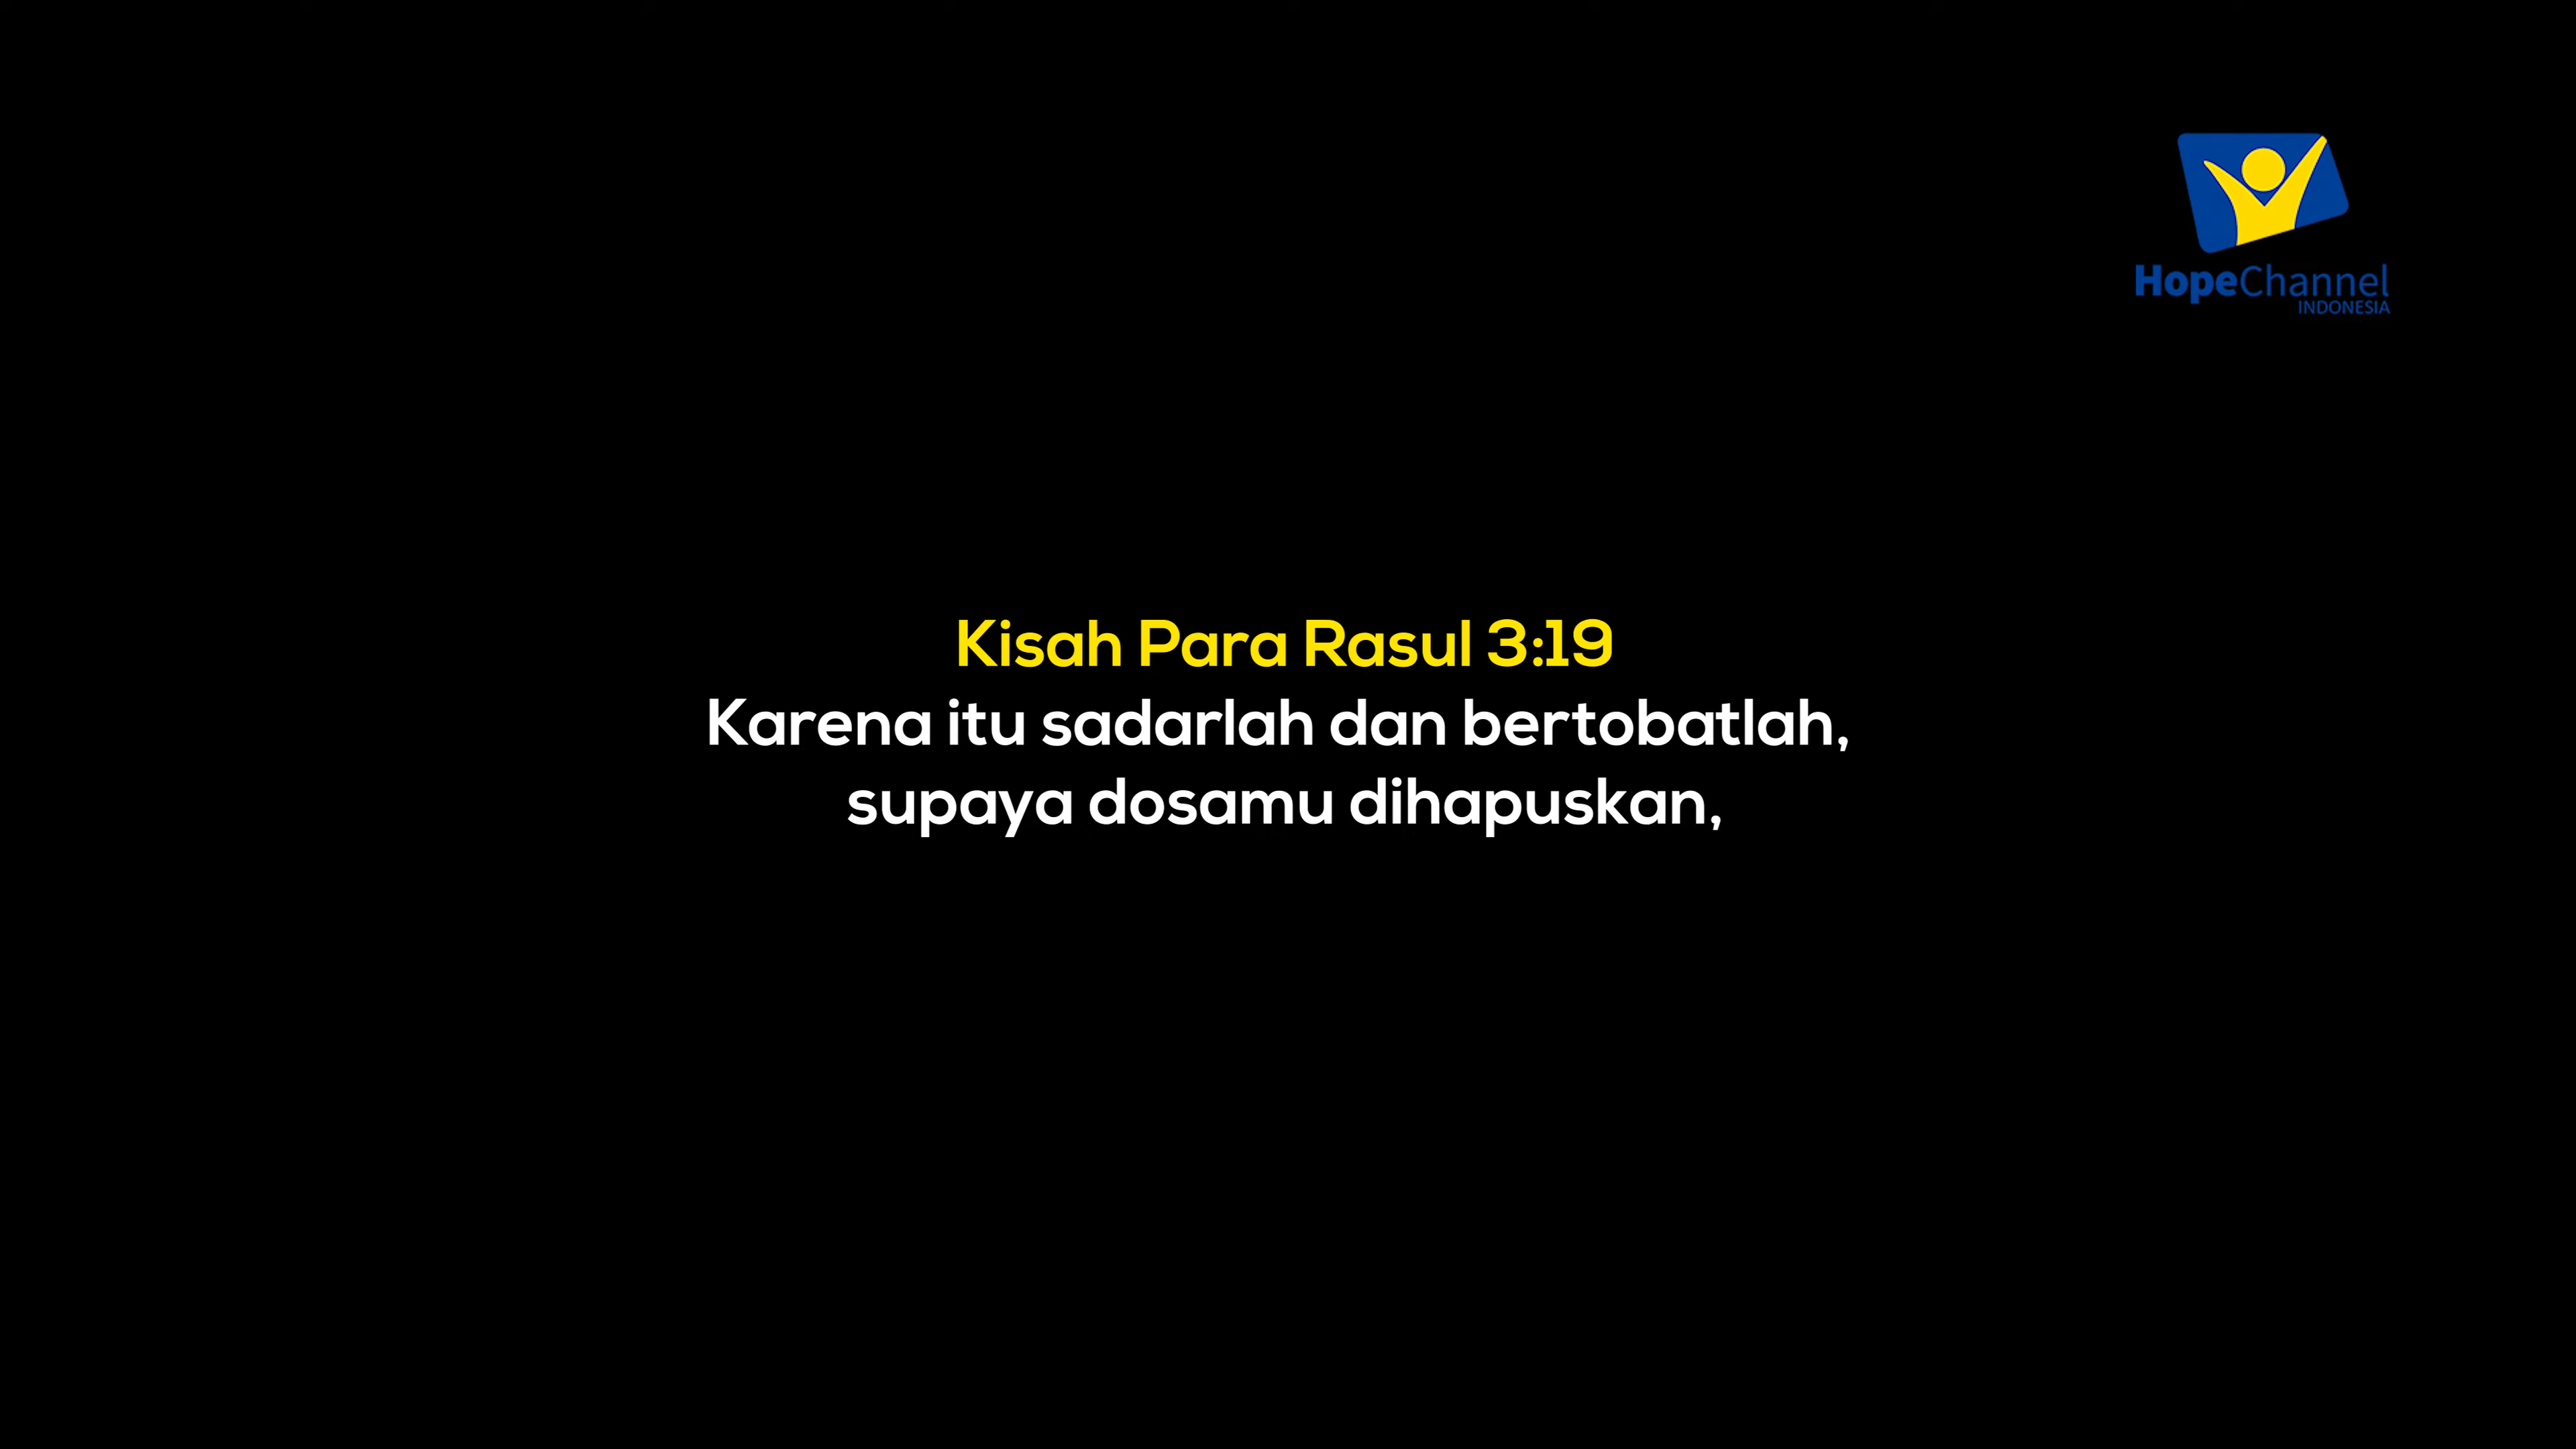 HopeChannel
INDONESIA
Kisah Para Rasul 3:19
Karena itu sadarlah dan bertobatlah,
supaya dosamu dihapuskan,